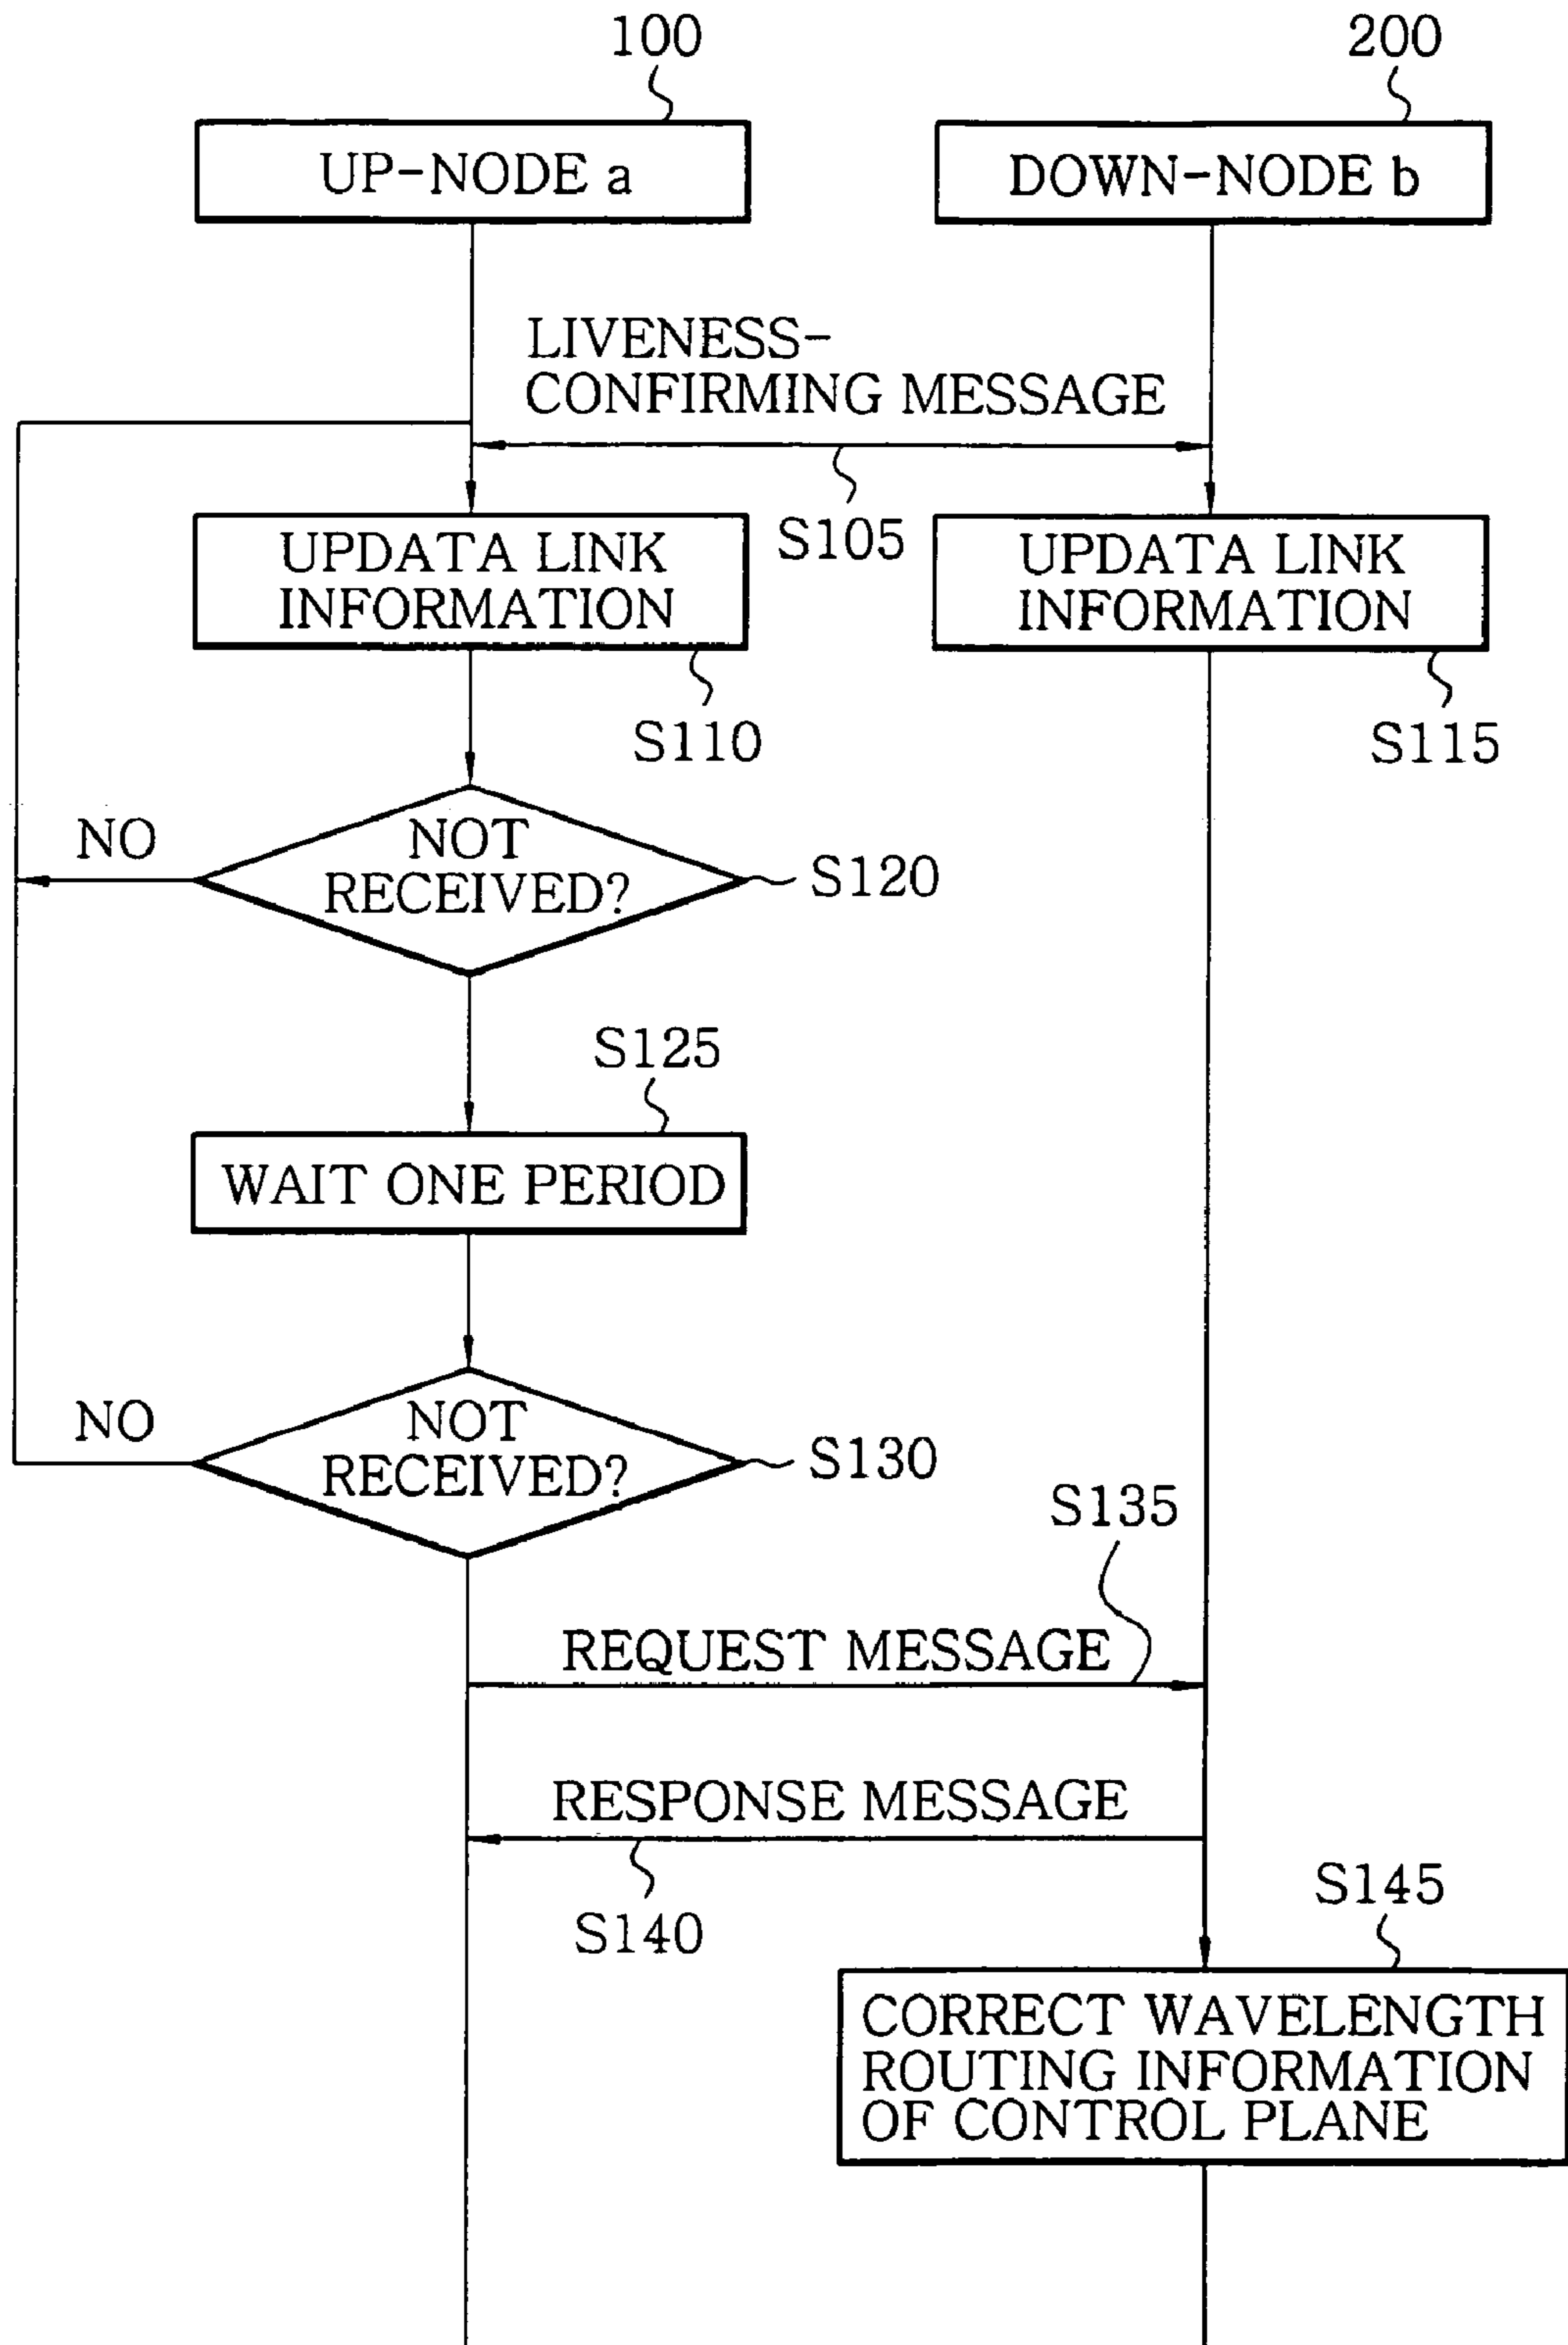 100
200
UP-NODE a
DOWN-NODE b
LIVENESS-
CONFIRMING MESSAGE
S105
UPDATA LINK
INFORMATION
S110
UPDATA LINK
INFORMATION
S115
NO
NOT
RECEIVED?
S120
S125
WAIT ONE PERIOD
NO
NOT
RECEIVED?
S130
S135
REQUEST MESSAGE
RESPONSE MESSAGE
S140
S145
CORRECT WAVELENGTH
ROUTING INFORMATION
OF CONTROL PLANE